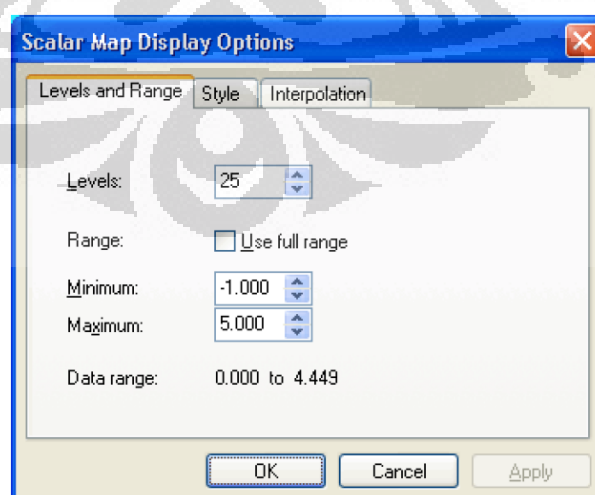 Scalar Map Display Options
Levels and Range Style Interpolation
Levels: 25
Range: Use full range
Minimum: -1.000
Maximum: 5.000
Data range: 0.000 to 4.449
OK Cancel Apply